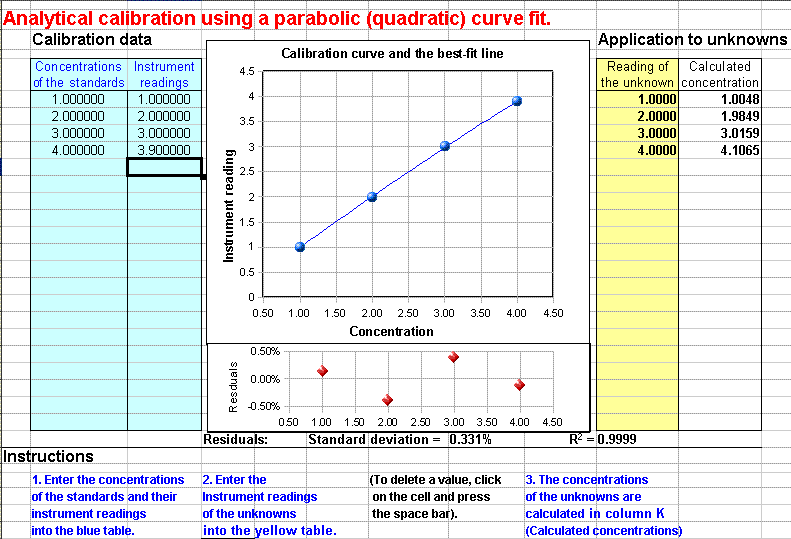 Analytical calibration using a parabolic (quadratic) curve fit.
Calibration data
Application to unknowns
Concentrations Instrument
of the standards readings
1.000000 1.000000
2.000000 2.000000
3.000000 3.000000
4.000000 3.900000
Calibration curve and the best-fit line
4.5
4
3.5
3
2.5
2
1.5
1
0.5
0
Instrument reading
0.50 1.00 1.50 2.00 2.50 3.00 3.50 4.00 4.50
Concentration
Reading of Calculated
the unknown concentration
1.0000 1.0048
2.0000 1.9849
3.0000 3.0159
4.0000 4.1065
0.50%
0.00%
-0.50%
Resduals
0.50 1.00 1.50 2.00 2.50 3.00 3.50 4.00 4.50
Residuals: Standard deviation = 0.331% R² = 0.9999
Instructions
1. Enter the concentrations
of the standards and their
instrument readings
into the blue table.
2. Enter the
Instrument readings
of the unknowns
into the yellow table.
(To delete a value, click
on the cell and press
the space bar).
3. The concentrations
of the unknowns are
calculated in column K
(Calculated concentrations)